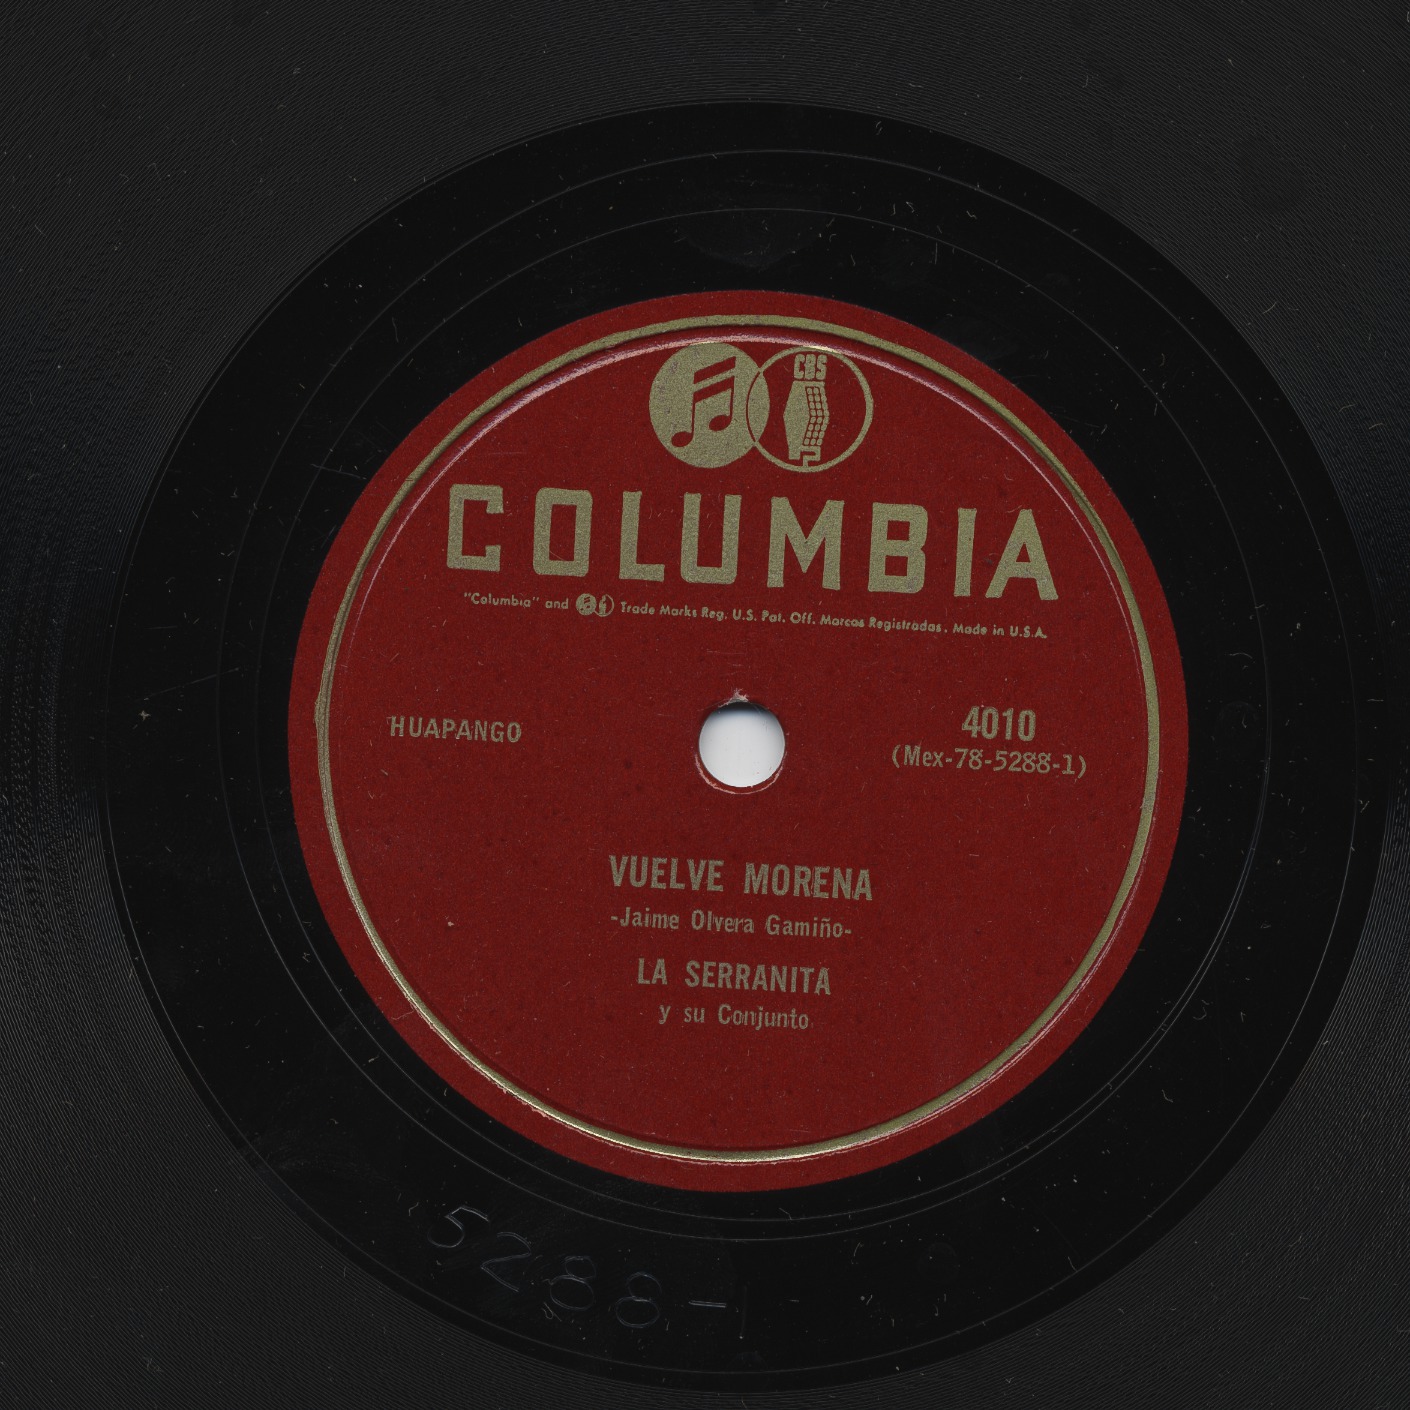 CBS
COLUMBIA
"Columbia" and Trade Marks Reg. U.S. Pat. Off. Marcas Registradas. Made in U.S.A.
HUAPANGO
4010
(Mex-78-5288-1)
VUELVE MORENA
-Jaime Olvera Gamiño-
LA SERRANITA
y su Conjunto
5288-1